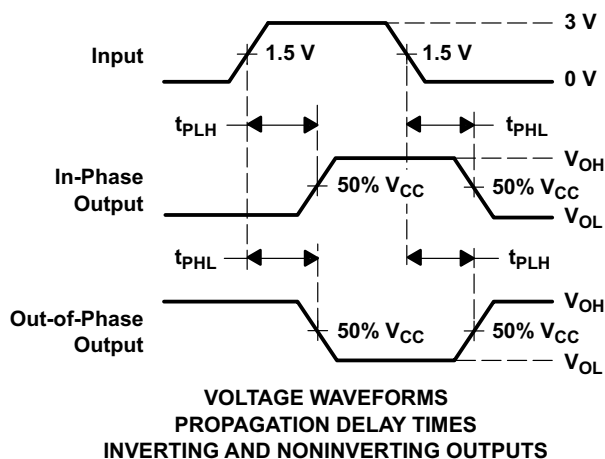 3 V
Input
1.5 V
1.5 V
0 V
tPLH
tPHL
In-Phase
Output
VOH
50% VCC
50% VCC
VOL
tPHL
tPLH
Out-of-Phase
Output
VOH
50% VCC
50% VCC
VOL
VOLTAGE WAVEFORMS
PROPAGATION DELAY TIMES
INVERTING AND NONINVERTING OUTPUTS